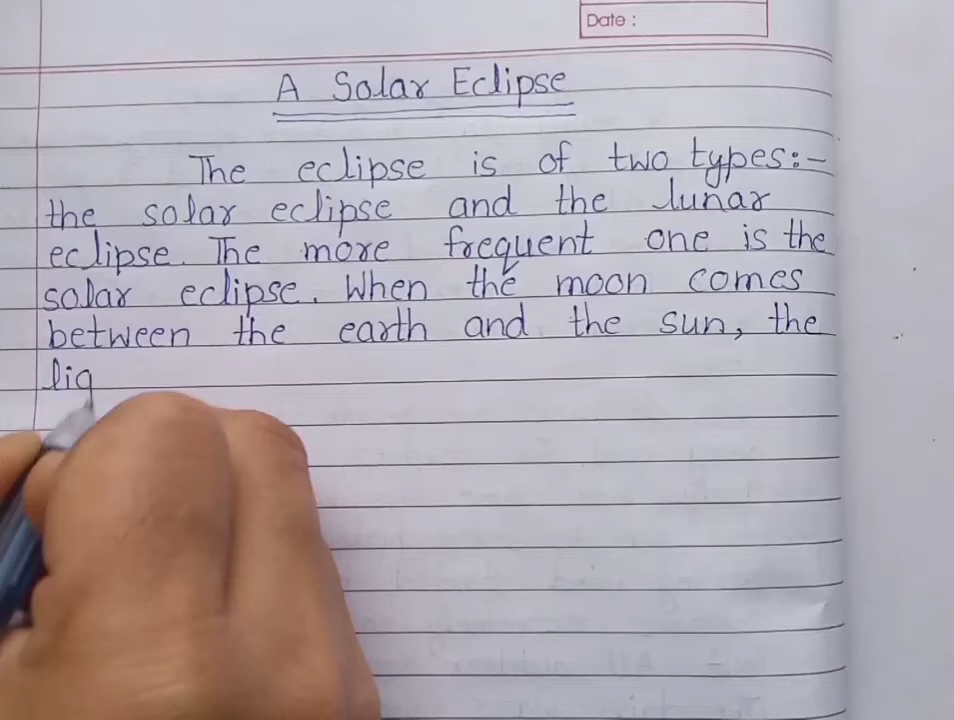 Date :
A Solar Eclipse
The eclipse is of two types:-
the solar eclipse and the lunar
eclipse. The more frequent one is the
solar eclipse. When the moon comes
between the earth and the sun, the
lig